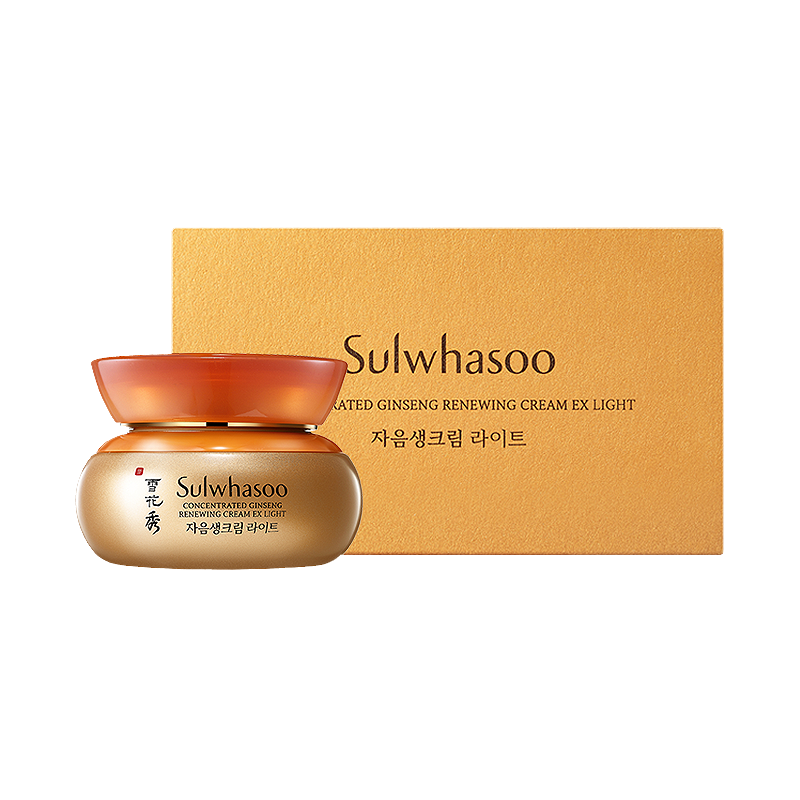 Sulwhasoo
RATED GINSENG RENEWING CREAM EX LIGHT
자음생크림 라이트
雪花秀
Sulwhasoo
CONCENTRATED GINSENG
RENEWING CREAM EX LIGHT
자음생크림 라이트